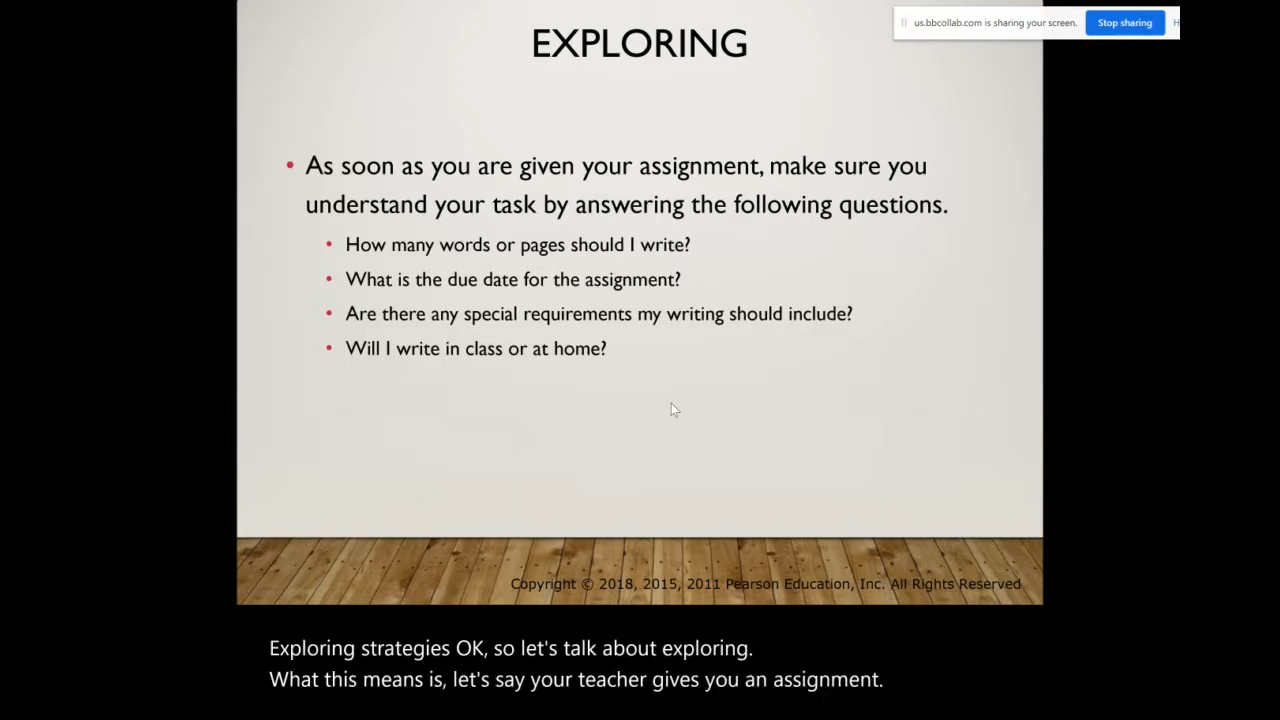 EXPLORING
us.bbcollab.com is sharing your screen.
Stop sharing
H
• As soon as you are given your assignment, make sure you
understand your task by answering the following questions.
• How many words or pages should I write?
• What is the due date for the assignment?
• Are there any special requirements my writing should include?
• Will I write in class or at home?
Copyright © 2018, 2015, 2011 Pearson Education, Inc. All Rights Reserved
Exploring strategies OK, so let's talk about exploring.
What this means is, let's say your teacher gives you an assignment.